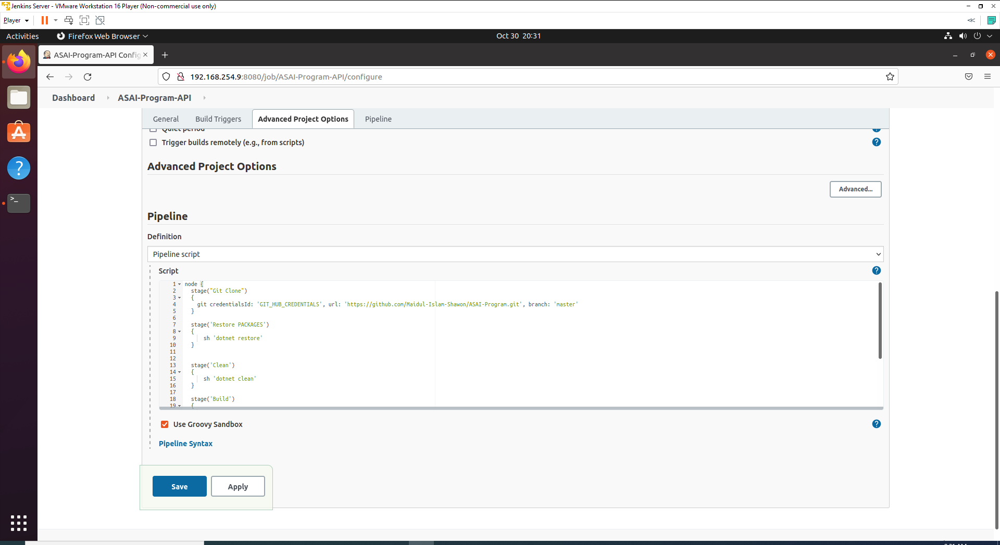 Jenkins Server - VMware Workstation 16 Player (Non-commercial use only)
Player
Activities
Firefox Web Browser
Oct 30 20:31
ASAI-Program-API Config
192.168.254.9:8080/job/ASAI-Program-API/configure
Dashboard
ASAI-Program-API
General
Build Triggers
Advanced Project Options
Pipeline
Quiet period
Trigger builds remotely (e.g., from scripts)
Advanced Project Options
Advanced...
Pipeline
Definition
Pipeline script
Script
1 node {
2 stage("Git Clone")
3 {
4 git credentialsId: 'GIT_HUB_CREDENTIALS', url: 'https://github.com/Maidul-Islam-Shawon/ASAI-Program.git', branch: 'master'
5 }
6
7 stage('Restore PACKAGES')
8 {
9 sh 'dotnet restore'
10 }
11
12
13 stage('Clean')
14 {
15 sh 'dotnet clean'
16 }
17
18 stage('Build')
19 {
Use Groovy Sandbox
Pipeline Syntax
Save
Apply